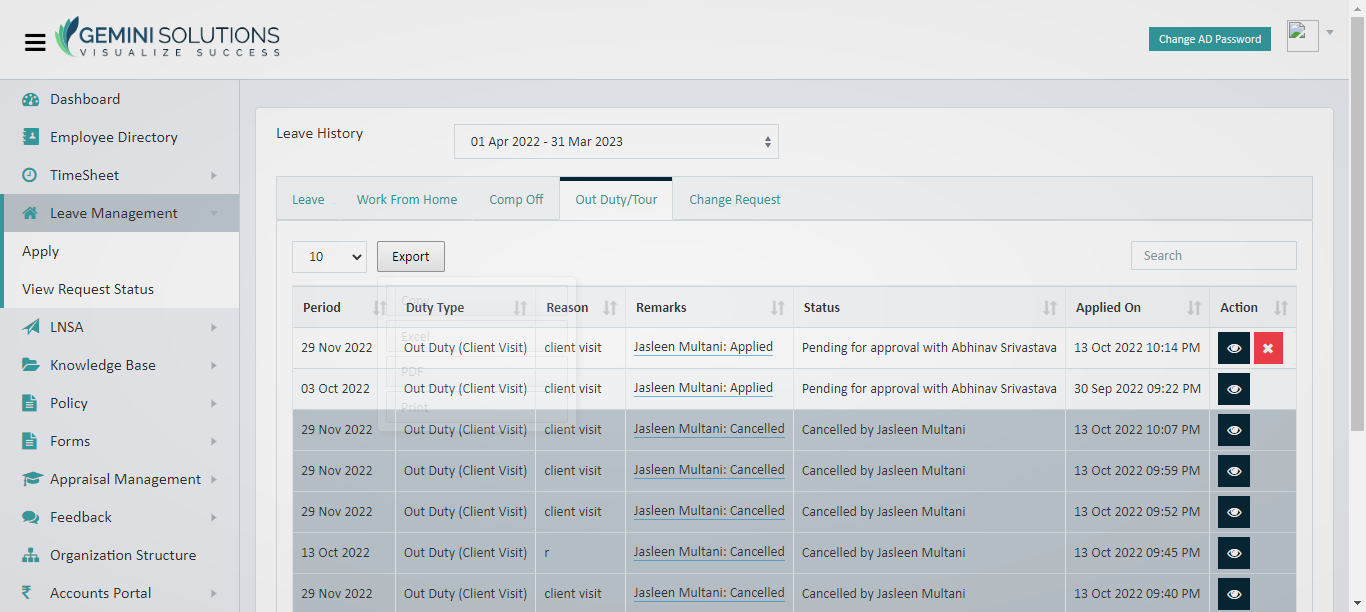 GEMINI SOLUTIONS
VISUALIZE SUCCESS
Change AD Password
Dashboard
Employee Directory
TimeSheet
Leave Management
Apply
View Request Status
LNSA
Knowledge Base
Policy
Forms
Appraisal Management
Feedback
Organization Structure
Accounts Portal
Leave History
01 Apr 2022 - 31 Mar 2023
Leave Work From Home Comp Off Out Duty/Tour Change Request
10 Export Search
Copy
Excel
PDF
Print
Period Duty Type Reason Remarks Status Applied On Action
29 Nov 2022 Out Duty (Client Visit) client visit Jasleen Multani: Applied Pending for approval with Abhinav Srivastava 13 Oct 2022 10:14 PM
03 Oct 2022 Out Duty (Client Visit) client visit Jasleen Multani: Applied Pending for approval with Abhinav Srivastava 30 Sep 2022 09:22 PM
29 Nov 2022 Out Duty (Client Visit) client visit Jasleen Multani: Cancelled Cancelled by Jasleen Multani 13 Oct 2022 10:07 PM
29 Nov 2022 Out Duty (Client Visit) client visit Jasleen Multani: Cancelled Cancelled by Jasleen Multani 13 Oct 2022 09:59 PM
29 Nov 2022 Out Duty (Client Visit) client visit Jasleen Multani: Cancelled Cancelled by Jasleen Multani 13 Oct 2022 09:52 PM
13 Oct 2022 Out Duty (Client Visit) r Jasleen Multani: Cancelled Cancelled by Jasleen Multani 13 Oct 2022 09:45 PM
29 Nov 2022 Out Duty (Client Visit) client visit Jasleen Multani: Cancelled Cancelled by Jasleen Multani 13 Oct 2022 09:40 PM